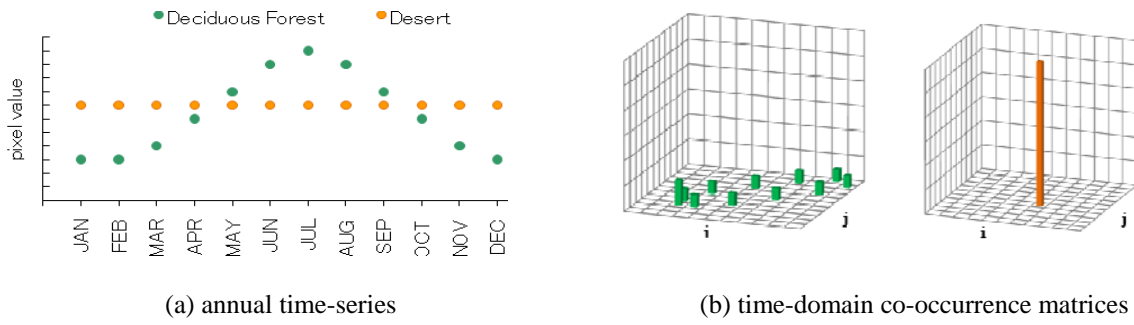 Deciduous Forest Desert
pixel value
JAN FEB MAR APR MAY JUN JUL AUG SEP OCT NOV DEC
i j i j
(a) annual time-series (b) time-domain co-occurrence matrices